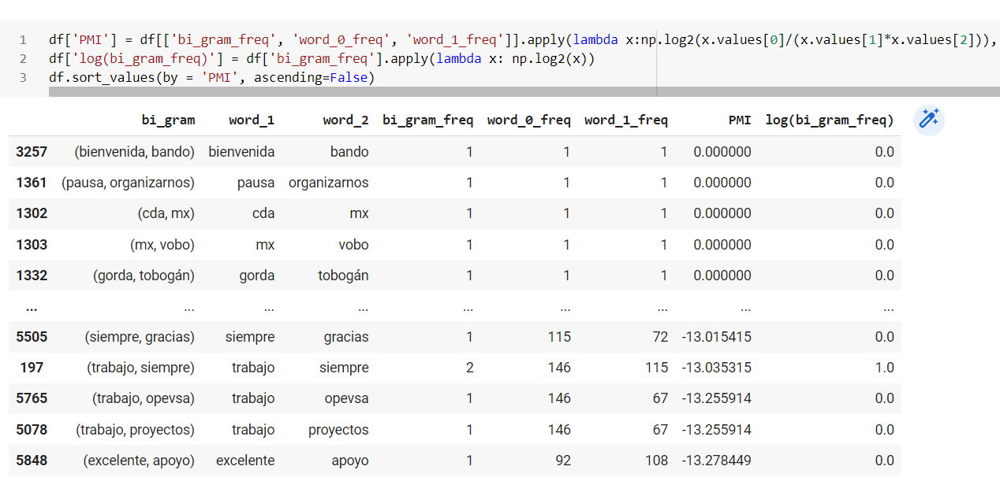 1 df['PMI'] = df[['bi_gram_freq', 'word_0_freq', 'word_1_freq']].apply(lambda x:np.log2(x.values[0]/(x.values[1]*x.values[2])),
2 df['log(bi_gram_freq)'] = df['bi_gram_freq'].apply(lambda x: np.log2(x))
3 df.sort_values(by = 'PMI', ascending=False)
bi_gram word_1 word_2 bi_gram_freq word_0_freq word_1_freq PMI log(bi_gram_freq)
3257 (bienvenida, bando) bienvenida bando 1 1 1 0.000000 0.0
1361 (pausa, organizarnos) pausa organizarnos 1 1 1 0.000000 0.0
1302 (cda, mx) cda mx 1 1 1 0.000000 0.0
1303 (mx, vobo) mx vobo 1 1 1 0.000000 0.0
1332 (gorda, tobogán) gorda tobogán 1 1 1 0.000000 0.0
... ... ... ... ... ... ... ... ...
5505 (siempre, gracias) siempre gracias 1 115 72 -13.015415 0.0
197 (trabajo, siempre) trabajo siempre 2 146 115 -13.035315 1.0
5765 (trabajo, opevsa) trabajo opevsa 1 146 67 -13.255914 0.0
5078 (trabajo, proyectos) trabajo proyectos 1 146 67 -13.255914 0.0
5848 (excelente, apoyo) excelente apoyo 1 92 108 -13.278449 0.0